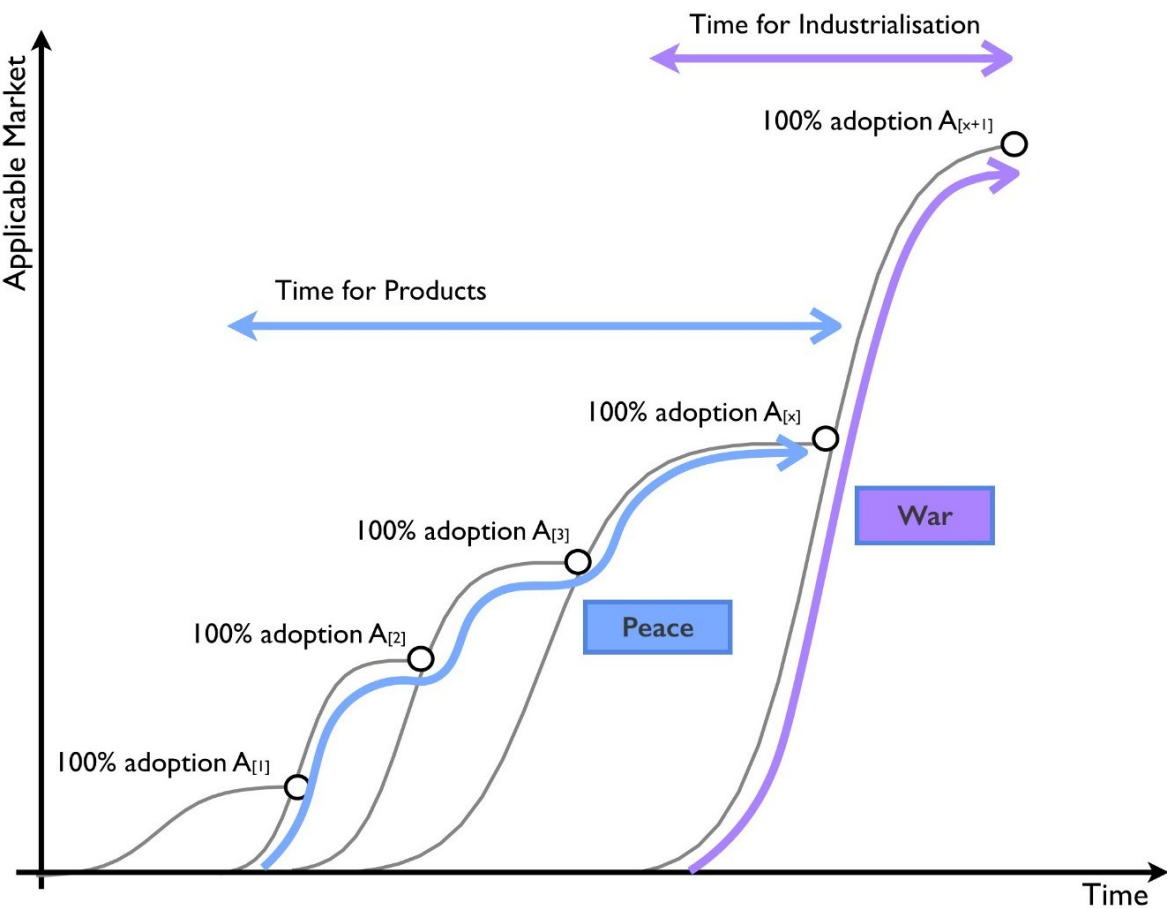 Time for Industrialisation
Applicable Market
100% adoption A[x+1]
Time for Products
100% adoption A[x]
War
100% adoption A[3]
Peace
100% adoption A[2]
100% adoption A[1]
Time